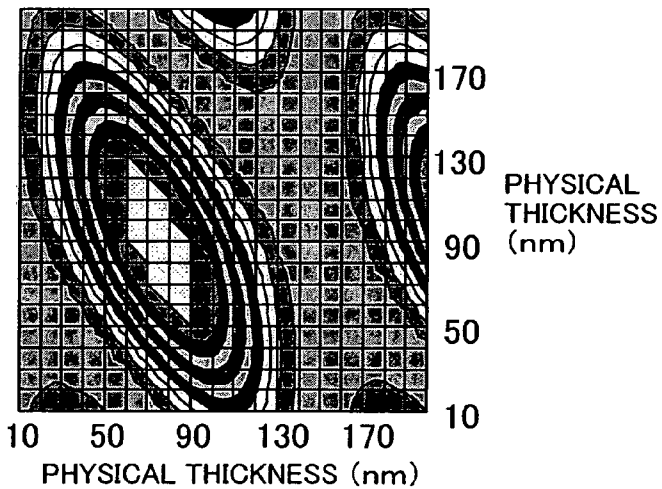 170
130
90
50
10
PHYSICAL
THICKNESS
(nm)
10 50 90 130 170
PHYSICAL THICKNESS (nm)